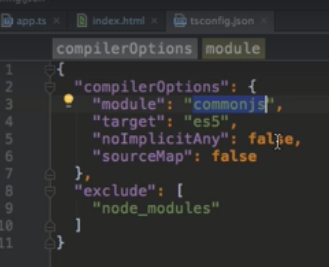 app.ts index.html tsconfig.json
compilerOptions module
1 {
2 "compilerOptions": {
3 "module": "commonjs",
4 "target": "es5",
5 "noImplicitAny": false,
6 "sourceMap": false
7 },
8 "exclude": [
9 "node_modules"
10 ]
11 }